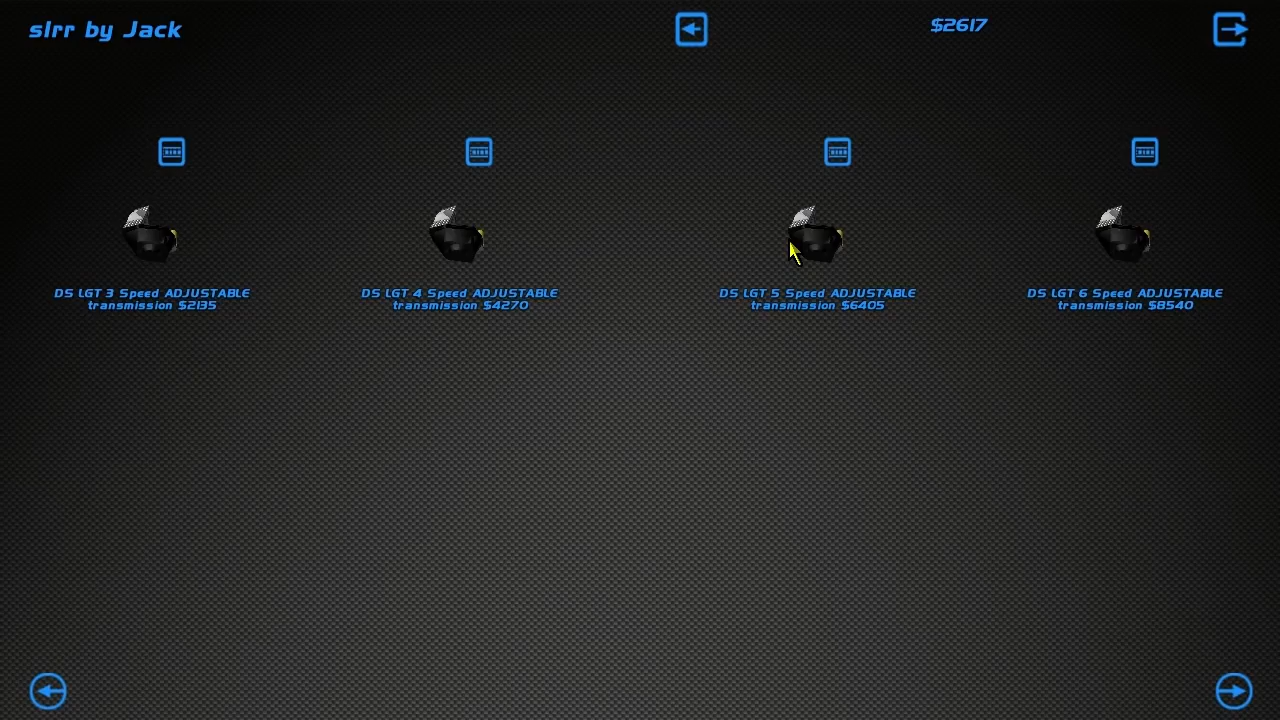 slrr by Jack
$2617
DS LGT 3 Speed ADJUSTABLE
transmission $2135
DS LGT 4 Speed ADJUSTABLE
transmission $4270
DS LGT 5 Speed ADJUSTABLE
transmission $6405
DS LGT 6 Speed ADJUSTABLE
transmission $8540